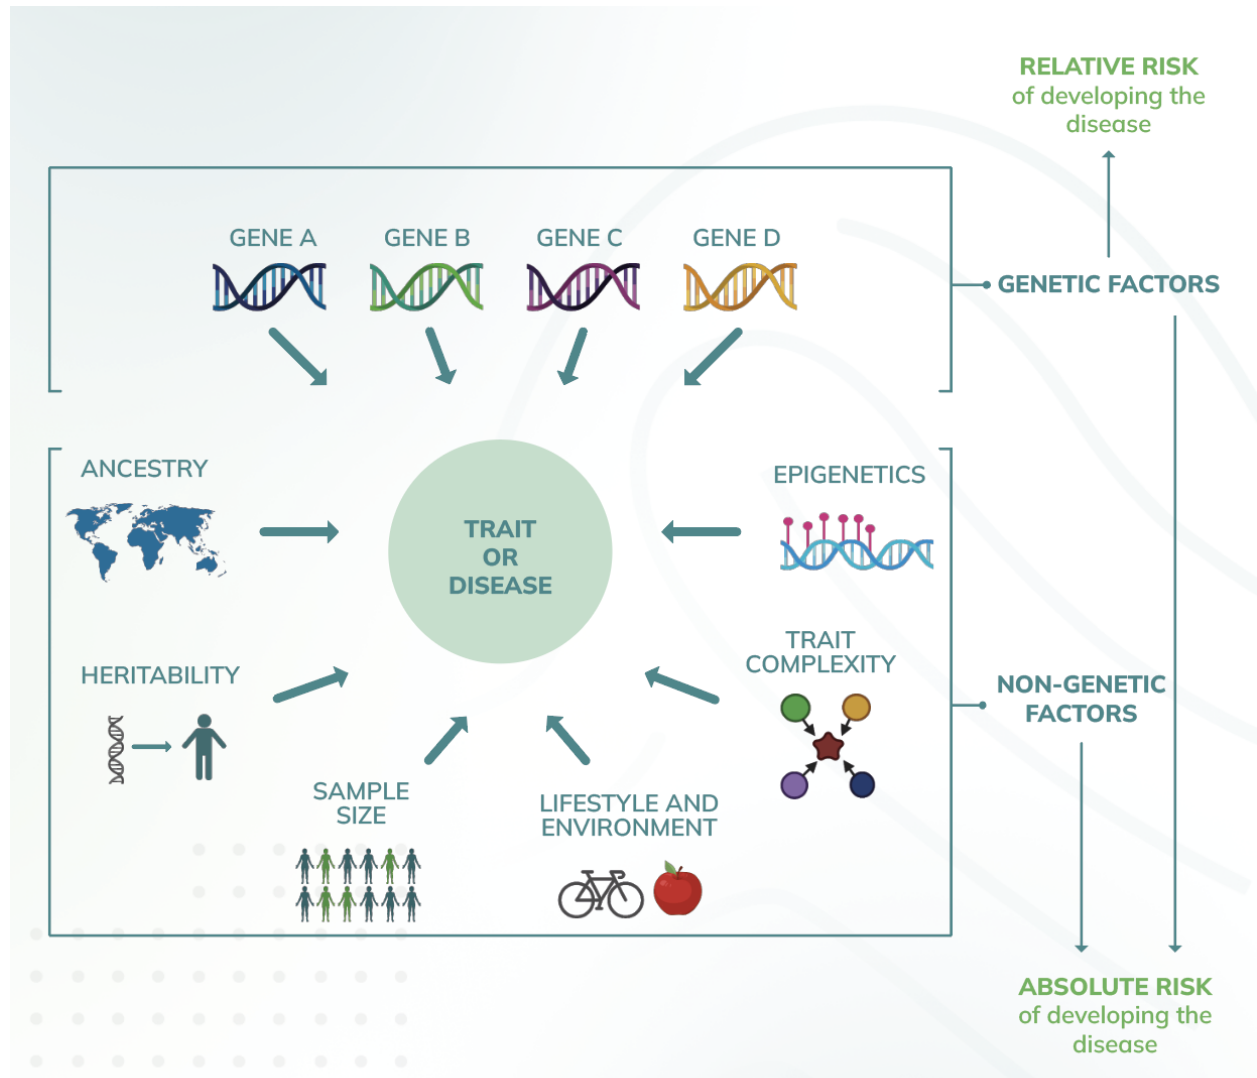 RELATIVE RISK
of developing the
disease
GENE A
GENE B
GENE C
GENE D
GENETIC FACTORS
ANCESTRY
EPIGENETICS
TRAIT
OR
DISEASE
TRAIT
COMPLEXITY
HERITABILITY
NON-GENETIC
FACTORS
SAMPLE
SIZE
LIFESTYLE AND
ENVIRONMENT
ABSOLUTE RISK
of developing the
disease